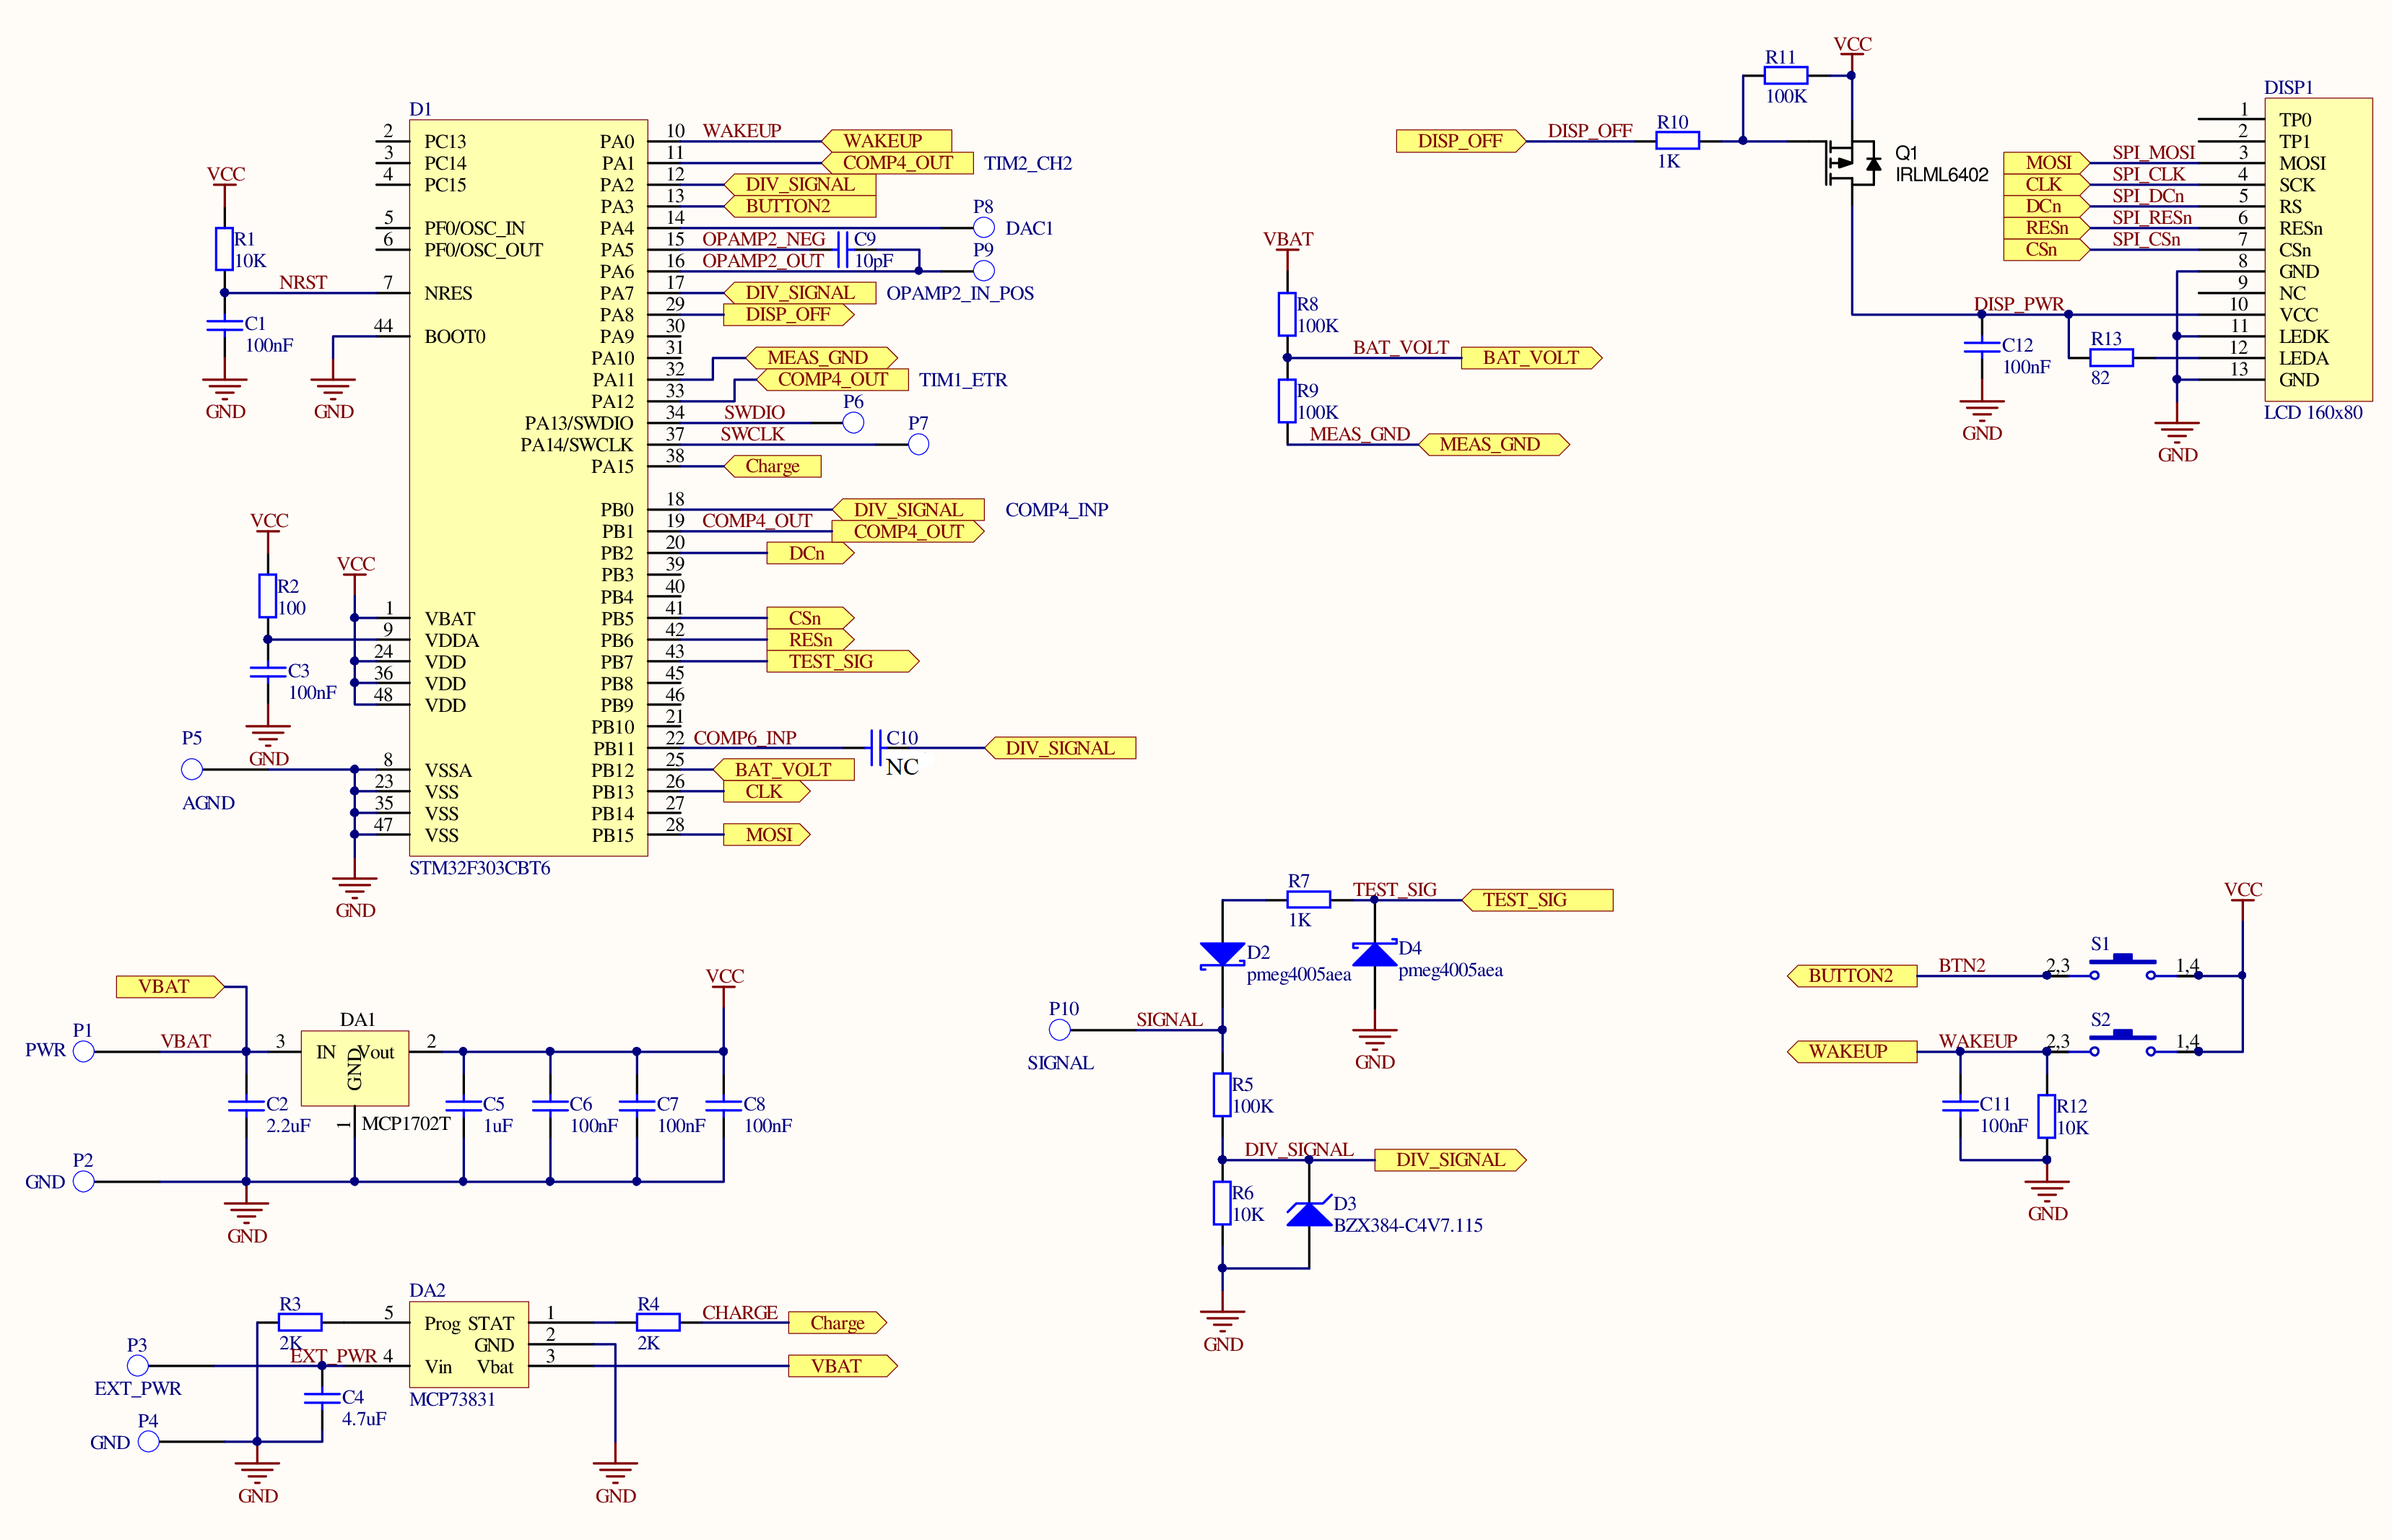 D1
2 PC13
3 PC14
4 PC15
5 PF0/OSC_IN
6 PF0/OSC_OUT
7 NRES
44 BOOT0
1 VBAT
9 VDDA
24 VDD
36 VDD
48 VDD
8 VSSA
23 VSS
35 VSS
47 VSS
STM32F303CBT6
PA0 10 WAKEUP WAKEUP
PA1 11 COMP4_OUT TIM2_CH2
PA2 12 DIV_SIGNAL
PA3 13 BUTTON2
PA4 14 P8 DAC1
PA5 15 OPAMP2_NEG C9 10pF P9
PA6 16 OPAMP2_OUT
PA7 17 DIV_SIGNAL OPAMP2_IN_POS
PA8 29 DISP_OFF
PA9 30
PA10 31 MEAS_GND
PA11 32 COMP4_OUT TIM1_ETR
PA12 33
PA13/SWDIO 34 SWDIO P6
PA14/SWCLK 37 SWCLK P7
PA15 38 Charge
PB0 18 DIV_SIGNAL COMP4_INP
PB1 19 COMP4_OUT COMP4_OUT
PB2 20 DCn
PB3 39
PB4 40
PB5 41 CSn
PB6 42 RESn
PB7 43 TEST_SIG
PB8 45
PB9 46
PB10 21
PB11 22 COMP6_INP C10 NC DIV_SIGNAL
PB12 25 BAT_VOLT
PB13 26 CLK
PB14 27
PB15 28 MOSI
VCC
R1
10K
NRST
C1
100nF
GND
GND
VCC
R2
100
VCC
C3
100nF
GND
P5
AGND
GND
VBAT
P1
PWR
VBAT
3 IN GND Vout 2
DA1
1
MCP1702T
VCC
C2
2.2uF
C5
1uF
C6
100nF
C7
100nF
C8
100nF
P2
GND
GND
DA2
R3
2K
5 Prog STAT 1
GND 2
EXT_PWR 4 Vin Vbat 3
MCP73831
R4
2K
CHARGE Charge
VBAT
P3
EXT_PWR
C4
4.7uF
P4
GND
GND
GND
VCC
R11
100K
DISP_OFF DISP_OFF
R10
1K
Q1
IRLML6402
VBAT
R8
100K
BAT_VOLT BAT_VOLT
R9
100K
MEAS_GND MEAS_GND
DISP1
1 TP0
2 TP1
MOSI SPI_MOSI 3 MOSI
CLK SPI_CLK 4 SCK
DCn SPI_DCn 5 RS
RESn SPI_RESn 6 RESn
CSn SPI_CSn 7 CSn
8 GND
9 NC
DISP_PWR 10 VCC
11 LEDK
12 LEDA
13 GND
LCD 160x80
C12
100nF
R13
82
GND
GND
R7
1K
TEST_SIG TEST_SIG
D2
pmeg4005aea
D4
pmeg4005aea
GND
P10
SIGNAL
SIGNAL
R5
100K
DIV_SIGNAL DIV_SIGNAL
R6
10K
D3
BZX384-C4V7.115
GND
VCC
S1
BUTTON2 BTN2 2,3 1,4
S2
WAKEUP WAKEUP 2,3 1,4
C11
100nF
R12
10K
GND